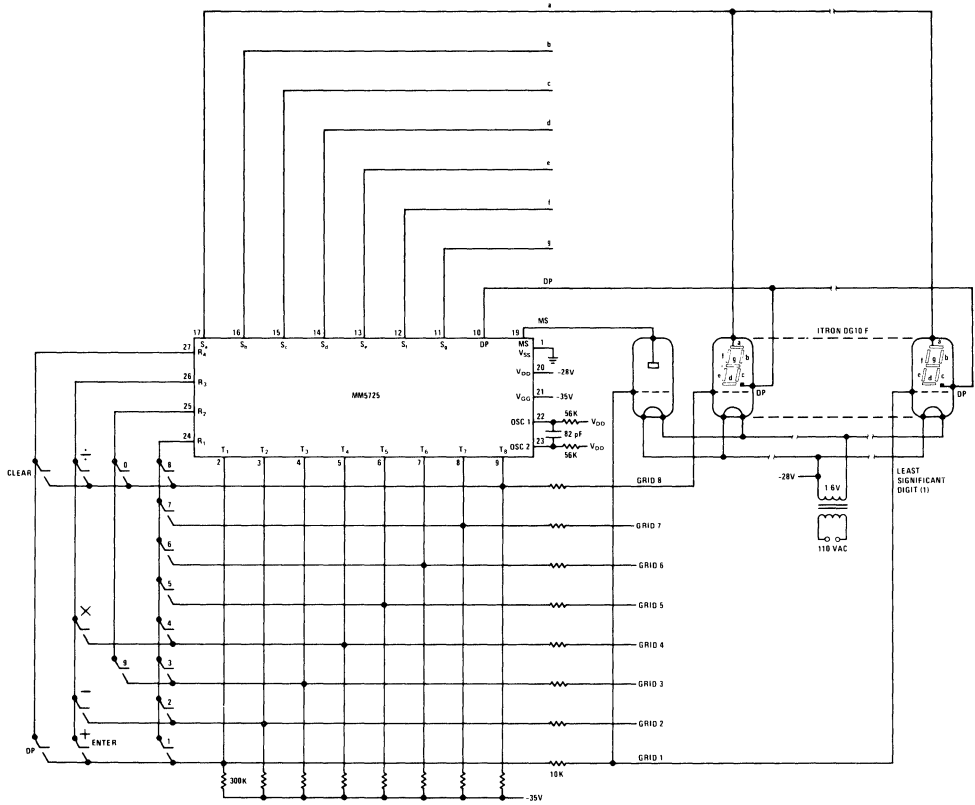 a
b
c
d
e
f
g
DP
MS
ITRON DG10 F
17 16 15 14 13 12 11 10 19
Sa Sb Sc Sd Se Sf Sg DP MS
27 R4
26 R3
25 R2
24 R1
MM5725
1 VSS
VDD 20 -28V
VGG 21 -35V
OSC 1 22 56K VDD
82 pF
OSC 2 23 56K VDD
T1 T2 T3 T4 T5 T6 T7 T8
2 3 4 5 6 7 8 9
a
f g b
e d c
DP
a
f g b
e d c
DP
CLEAR ÷ 0 8
GRID 8
-28V
1 6V
110 VAC
LEAST
SIGNIFICANT
DIGIT (1)
7
GRID 7
6
GRID 6
5
GRID 5
× 4
GRID 4
9 3
GRID 3
− 2
GRID 2
DP + ENTER 1
10K
GRID 1
300K
-35V